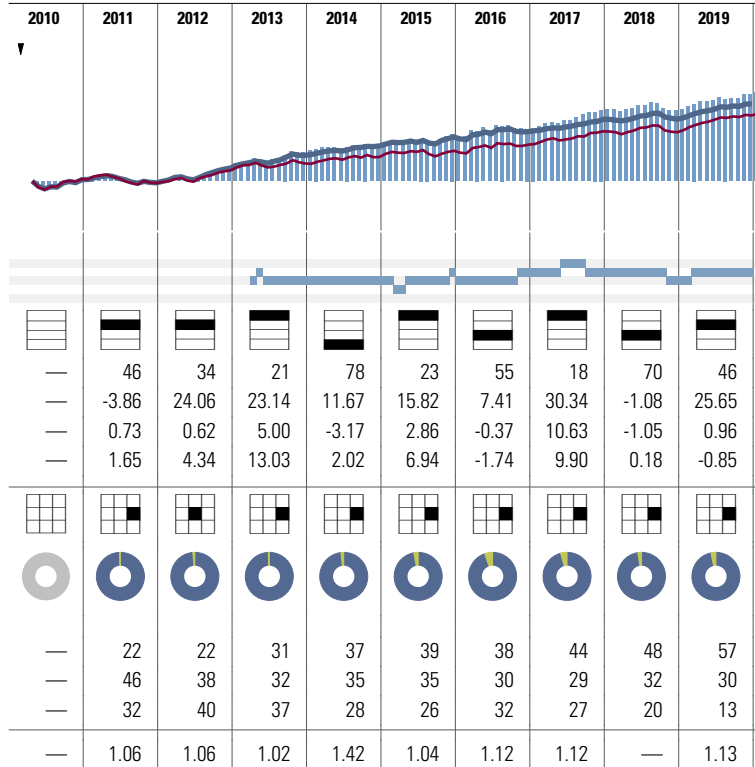 2010 2011 2012 2013 2014 2015 2016 2017 2018 2019
— 46 34 21 78 23 55 18 70 46
— -3.86 24.06 23.14 11.67 15.82 7.41 30.34 -1.08 25.65
— 0.73 0.62 5.00 -3.17 2.86 -0.37 10.63 -1.05 0.96
— 1.65 4.34 13.03 2.02 6.94 -1.74 9.90 0.18 -0.85
— 22 22 31 37 39 38 44 48 57
— 46 38 32 35 35 30 29 32 30
— 32 40 37 28 26 32 27 20 13
— 1.06 1.06 1.02 1.42 1.04 1.12 1.12 — 1.13